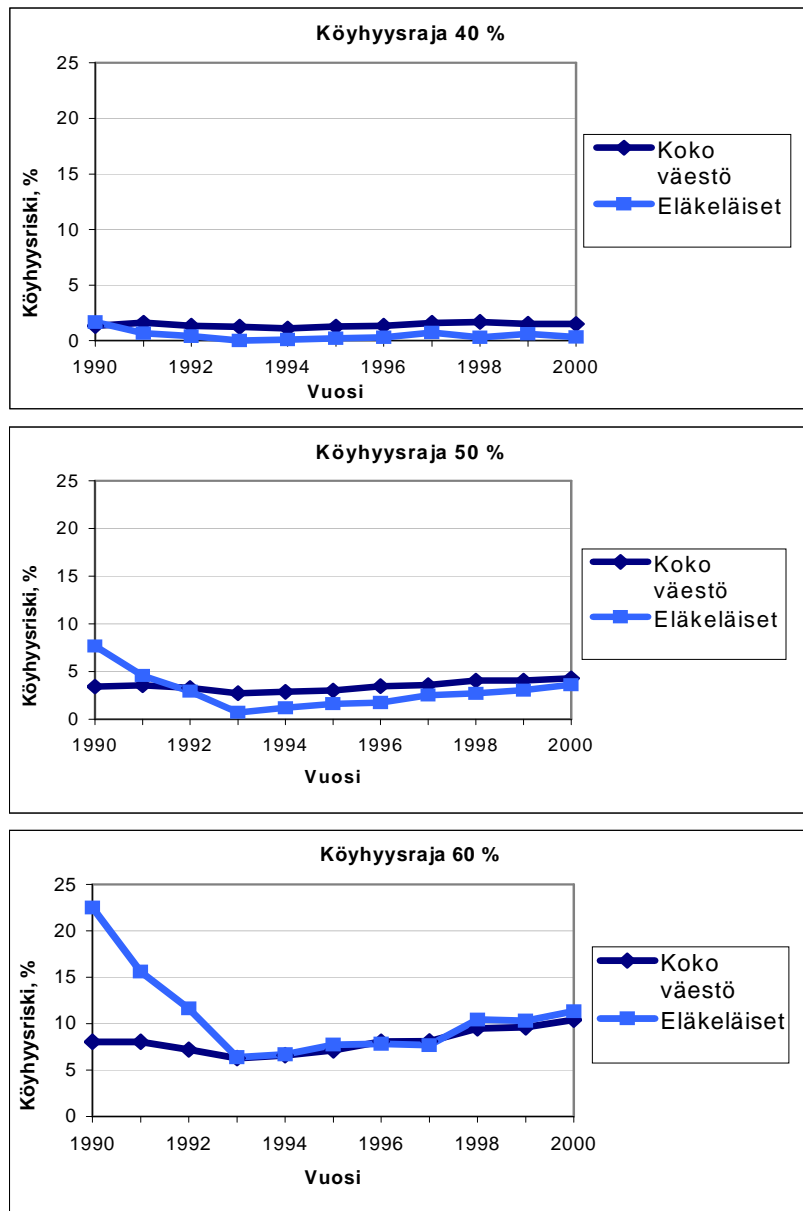 Köyhyysraja 40 %
25
20
15
10
5
0
Köyhyysriski, %
1990 1992 1994 1996 1998 2000
Vuosi
Koko
väestö
Eläkeläiset
Köyhyysraja 50 %
25
20
15
10
5
0
Köyhyysriski, %
1990 1992 1994 1996 1998 2000
Vuosi
Koko
väestö
Eläkeläiset
Köyhyysraja 60 %
25
20
15
10
5
0
Köyhyysriski, %
1990 1992 1994 1996 1998 2000
Vuosi
Koko
väestö
Eläkeläiset